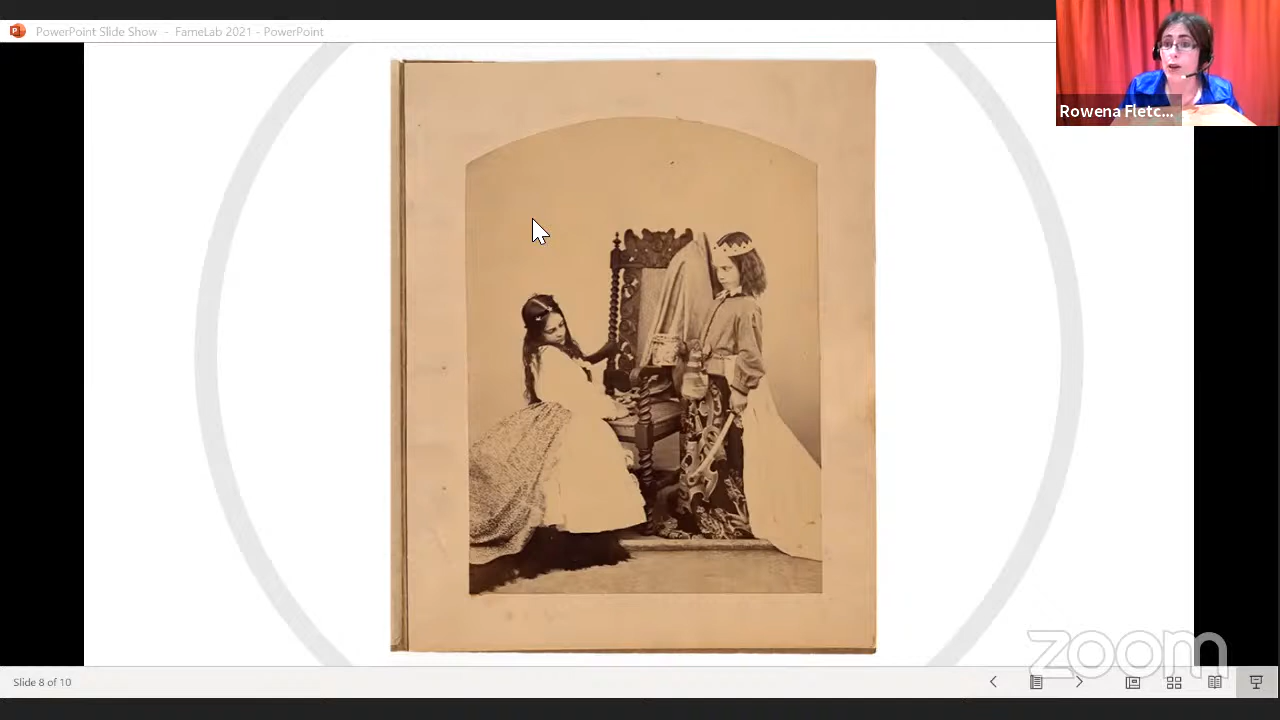 PowerPoint Slide Show - FameLab 2021 - PowerPoint
Rowena Fletc...
zoom
Slide 8 of 10